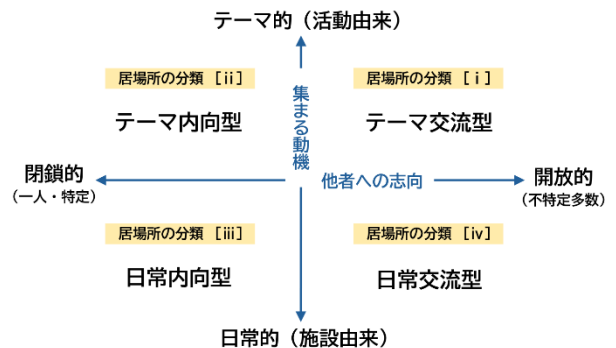 テーマ的（活動由来）
居場所の分類 ［ii］
居場所の分類 ［i］
テーマ内向型
集まる動機
テーマ交流型
閉鎖的
（一人・特定）
他者への志向
開放的
（不特定多数）
居場所の分類 ［iii］
居場所の分類 ［iv］
日常内向型
日常交流型
日常的（施設由来）